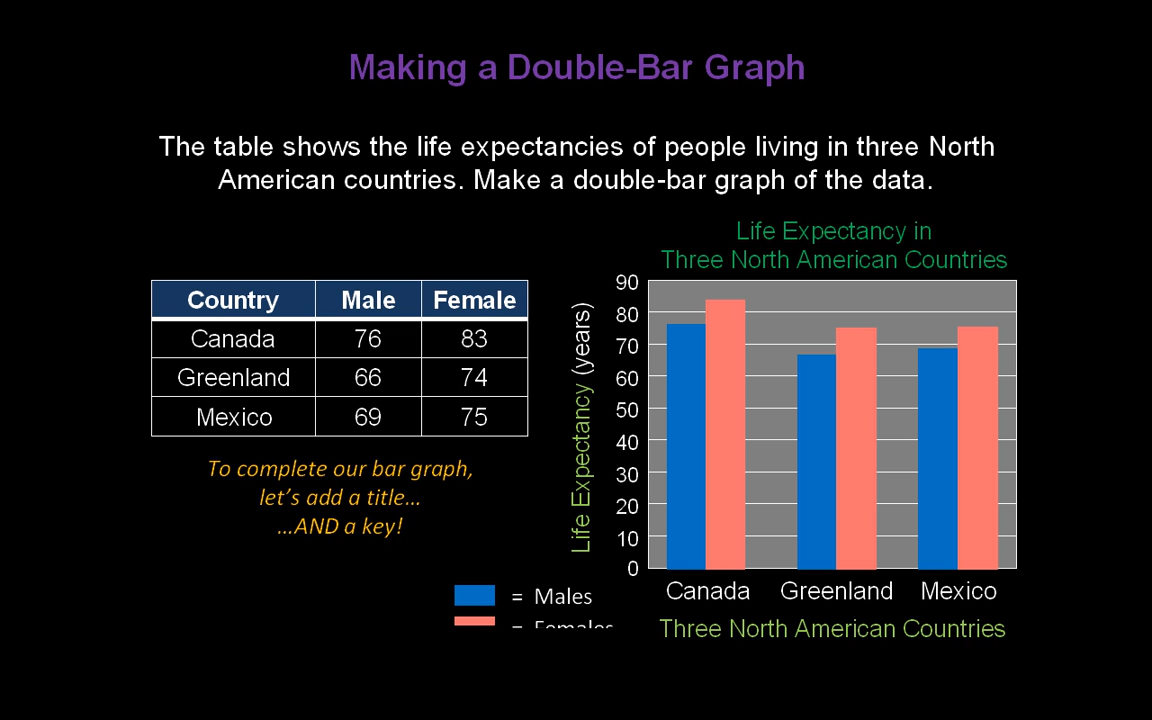 Making a Double-Bar Graph
The table shows the life expectancies of people living in three North
American countries. Make a double-bar graph of the data.
Country Male Female
Canada 76 83
Greenland 66 74
Mexico 69 75
To complete our bar graph,
let's add a title...
...AND a key!
= Males
= Females
Life Expectancy in
Three North American Countries
Life Expectancy (years)
90
80
70
60
50
40
30
20
10
0
Canada Greenland Mexico
Three North American Countries